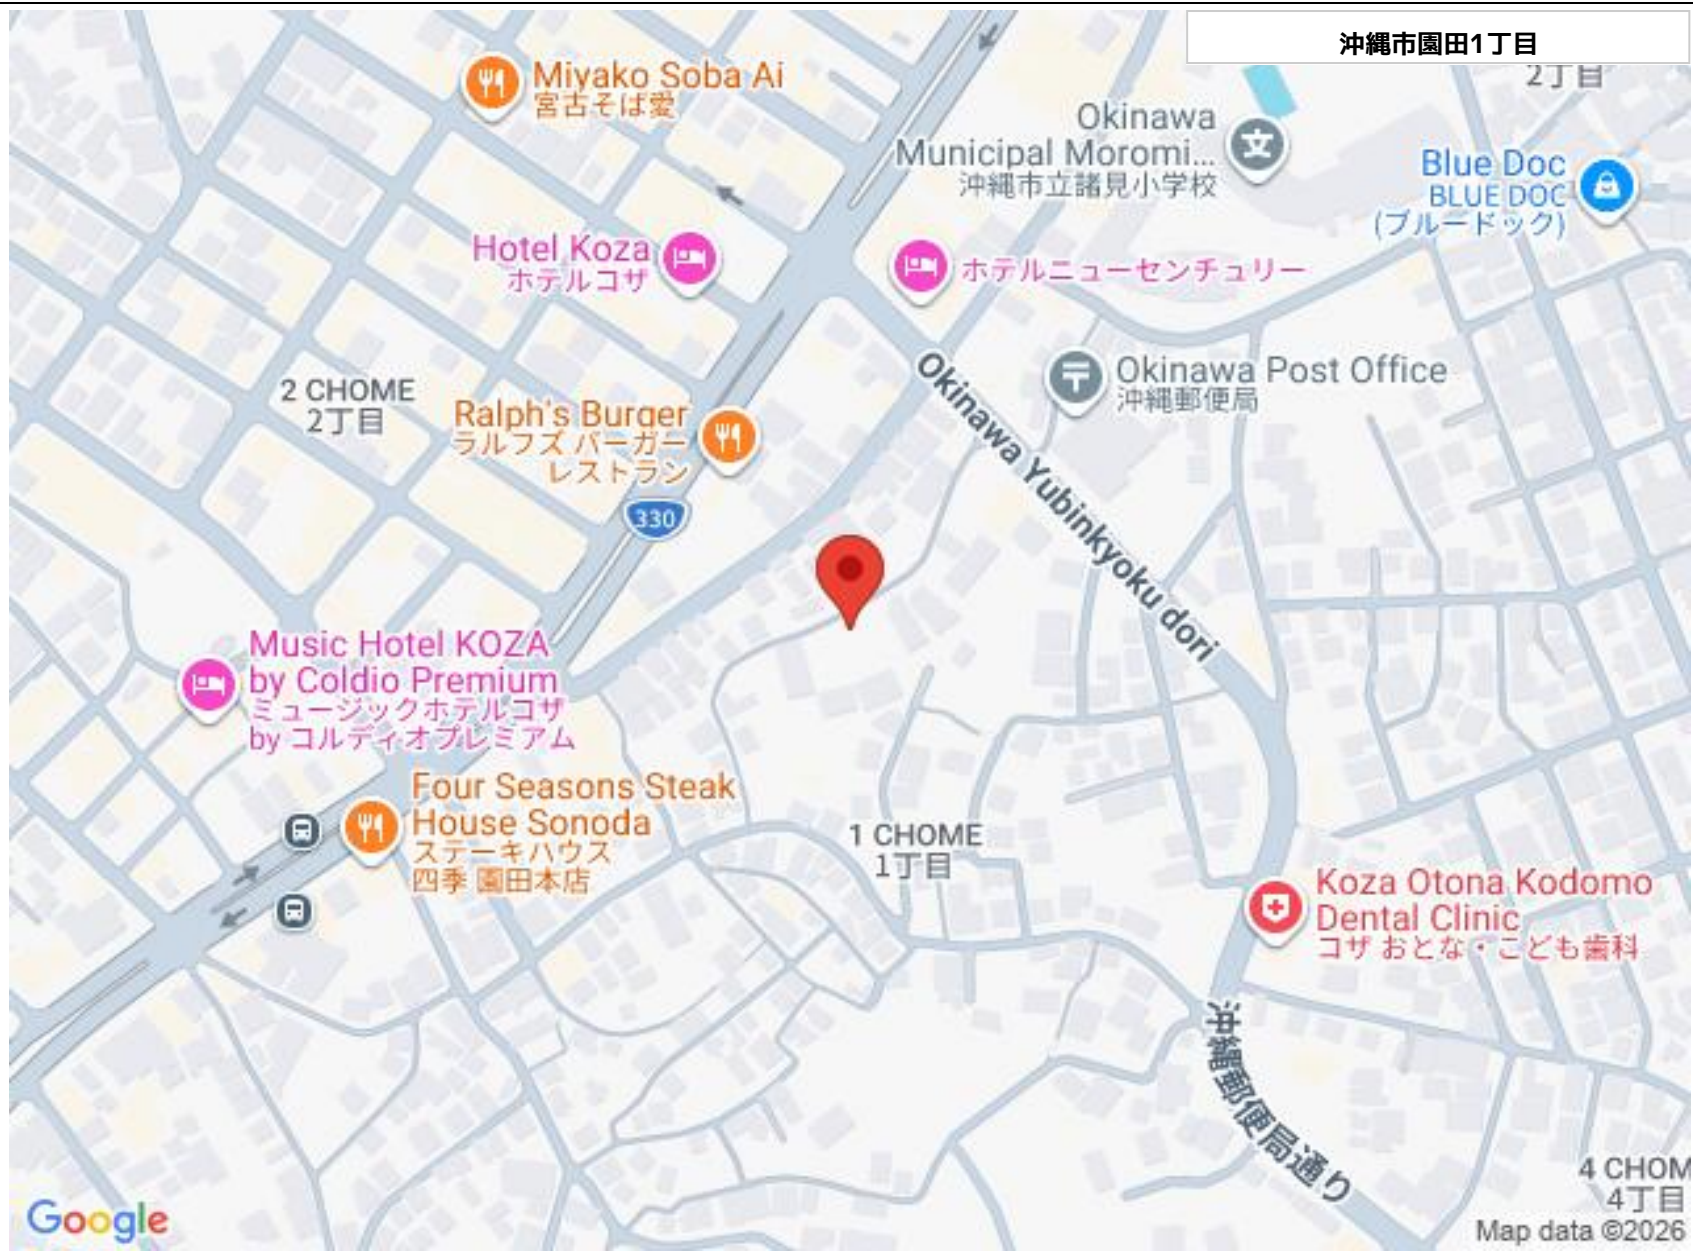 沖縄市園田1丁目
2丁目
Miyako Soba Ai
宮古そば愛
Okinawa
Municipal Moromi...
沖縄市立諸見小学校
Blue Doc
BLUE DOC
(ブルードック)
Hotel Koza
ホテルコザ
ホテルニューセンチュリー
Okinawa Post Office
沖縄郵便局
2 CHOME
2丁目
Ralph's Burger
ラルフズ バーガー
レストラン
330
Okinawa Yubinkyoku dori
Music Hotel KOZA
by Coldio Premium
ミュージックホテルコザ
by コルディオプレミアム
Four Seasons Steak
House Sonoda
ステーキハウス
四季 園田本店
1 CHOME
1丁目
Koza Otona Kodomo
Dental Clinic
コザ おとな・こども歯科
沖縄郵便局通り
4 CHOM
4丁目
Google
Map data ©2026